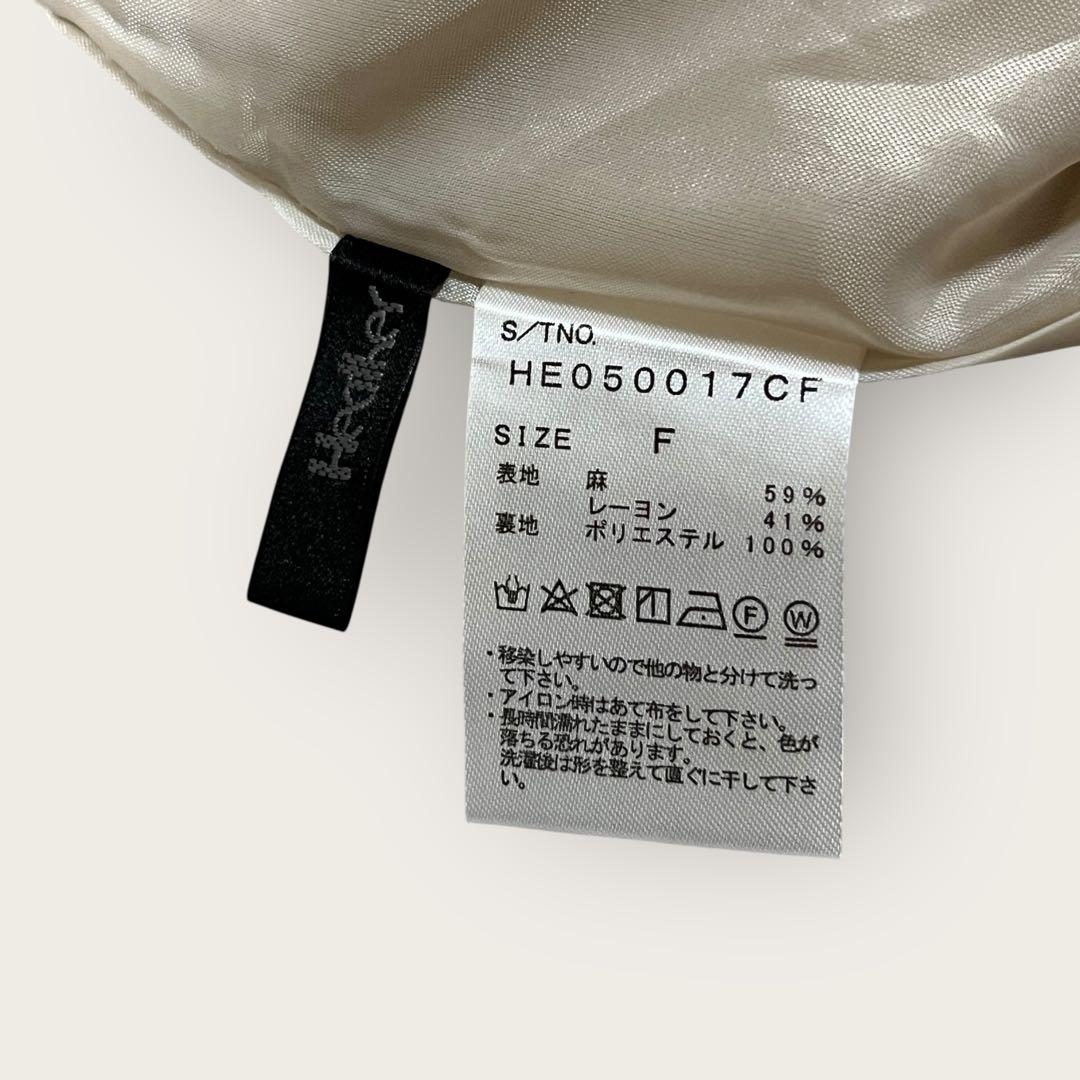 S/TNO.
HE050017CF
SIZE F
表地 麻 59%
レーヨン 41%
裏地 ポリエステル 100%
F W
・移染しやすいので他の物と分けて洗っ
て下さい。
・アイロン時はあて布をして下さい。
・長時間濡れたままにしておくと、色が
落ちる恐れがあります。
洗濯後は形を整えて直ぐに干して下さ
い。